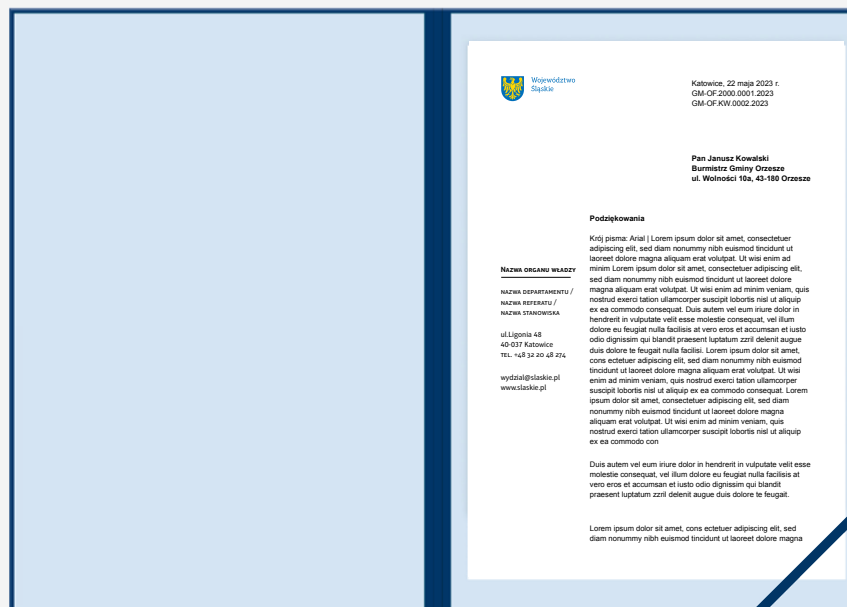 Województwo
Śląskie
Katowice, 22 maja 2023 r.
GM-OF.2000.0001.2023
GM-OF.KW.0002.2023
Pan Janusz Kowalski
Burmistrz Gminy Orzesze
ul. Wolności 10a, 43-180 Orzesze
NAZWA ORGANU WŁADZY
NAZWA DEPARTAMENTU /
NAZWA REFERATU /
NAZWA STANOWISKA
ul.Ligonia 48
40-037 Katowice
TEL. +48 32 20 48 274
wydzial@slaskie.pl
www.slaskie.pl
Podziękowania
Krój pisma: Arial | Lorem ipsum dolor sit amet, consectetuer
adipiscing elit, sed diam nonummy nibh euismod tincidunt ut
laoreet dolore magna aliquam erat volutpat. Ut wisi enim ad
minim Lorem ipsum dolor sit amet, consectetuer adipiscing elit,
sed diam nonummy nibh euismod tincidunt ut laoreet dolore
magna aliquam erat volutpat. Ut wisi enim ad minim veniam, quis
nostrud exerci tation ullamcorper suscipit lobortis nisl ut aliquip
ex ea commodo consequat. Duis autem vel eum iriure dolor in
hendrerit in vulputate velit esse molestie consequat, vel illum
dolore eu feugiat nulla facilisis at vero eros et accumsan et iusto
odio dignissim qui blandit praesent luptatum zzril delenit augue
duis dolore te feugait nulla facilisi. Lorem ipsum dolor sit amet,
cons ectetuer adipiscing elit, sed diam nonummy nibh euismod
tincidunt ut laoreet dolore magna aliquam erat volutpat. Ut wisi
enim ad minim veniam, quis nostrud exerci tation ullamcorper
suscipit lobortis nisl ut aliquip ex ea commodo consequat. Lorem
ipsum dolor sit amet, consectetuer adipiscing elit, sed diam
nonummy nibh euismod tincidunt ut laoreet dolore magna
aliquam erat volutpat. Ut wisi enim ad minim veniam, quis
nostrud exerci tation ullamcorper suscipit lobortis nisl ut aliquip
ex ea commodo con
Duis autem vel eum iriure dolor in hendrerit in vulputate velit esse
molestie consequat, vel illum dolore eu feugiat nulla facilisis at
vero eros et accumsan et iusto odio dignissim qui blandit
praesent luptatum zzril delenit augue duis dolore te feugait.
Lorem ipsum dolor sit amet, cons ectetuer adipiscing elit, sed
diam nonummy nibh euismod tincidunt ut laoreet dolore magna